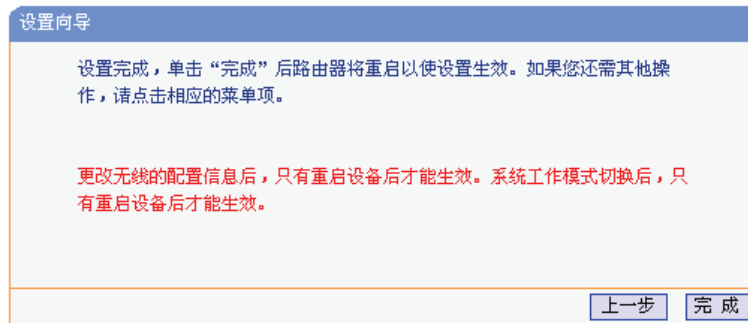 设置向导
设置完成，单击“完成”后路由器将重启以使设置生效。如果您还需其他操
作，请点击相应的菜单项。
更改无线的配置信息后，只有重启设备后才能生效。系统工作模式切换后，只
有重启设备后才能生效。
上一步 完 成